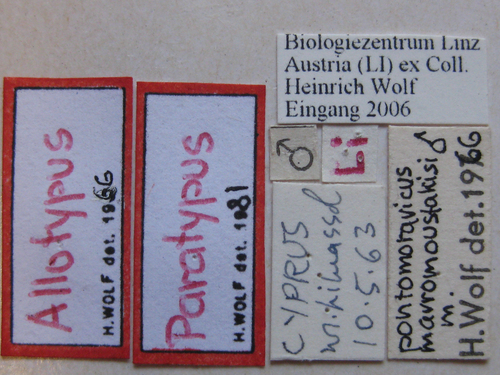 Biologiezentrum Linz
Austria (LI) ex Coll.
Heinrich Wolf
Eingang 2006
Allotypus
H. WOLF det. 1966
Paratypus
H. WOLF det. 1981
♂
Li
CYPRUS
10.5.63
pontomoravicus
mavromoustakisi ♂
m.
H. Wolf det. 1966